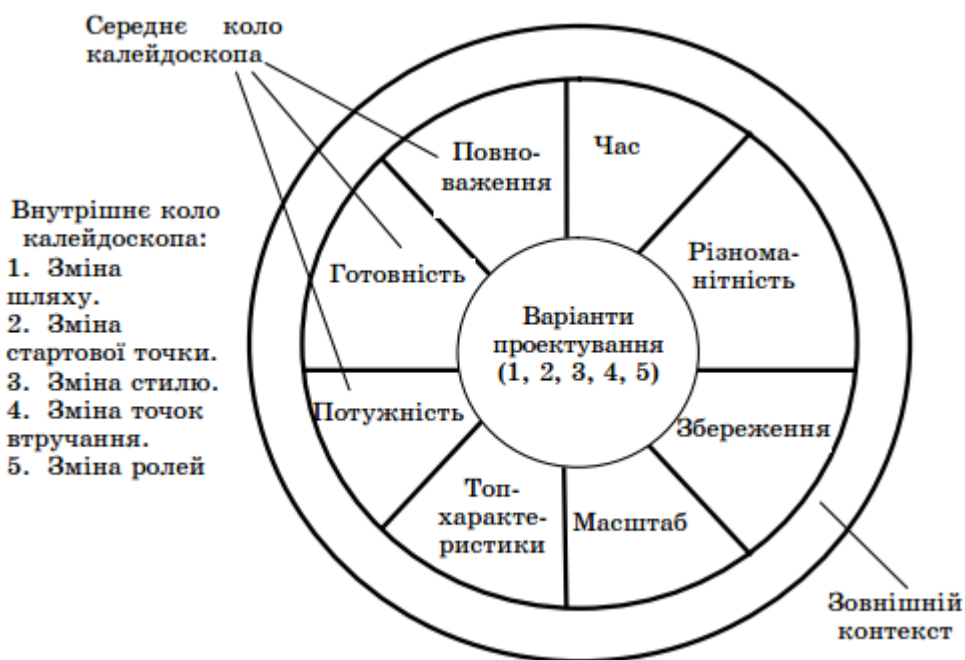 Середнє коло
калейдоскопа
Внутрішнє коло
калейдоскопа:
1. Зміна
шляху.
2. Зміна
стартової точки.
3. Зміна стилю.
4. Зміна точок
втручання.
5. Зміна ролей
Повно-
важення
Час
Різнома-
нітність
Збереження
Масштаб
Топ-
характе-
ристики
Потужність
Готовність
Варіанти
проектування
(1, 2, 3, 4, 5)
Зовнішній
контекст